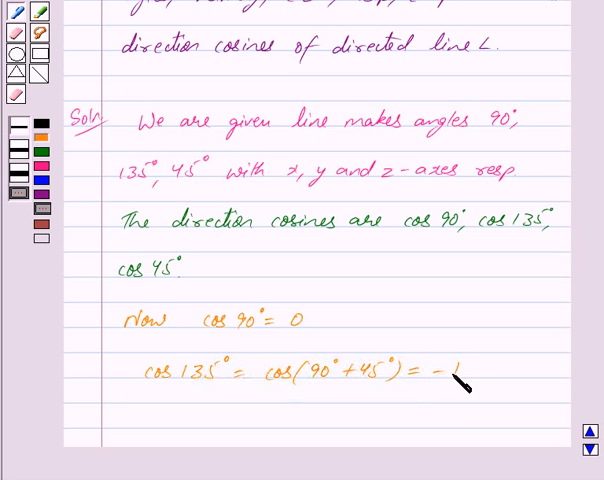 direction cosines of directed line L.
Soln We are given line makes angles 90°,
135°, 45° with x, y and z-axes resp.
The direction cosines are cos 90°, cos 135°,
cos 45°.
Now cos 90° = 0
cos 135° = cos(90° + 45°) = -